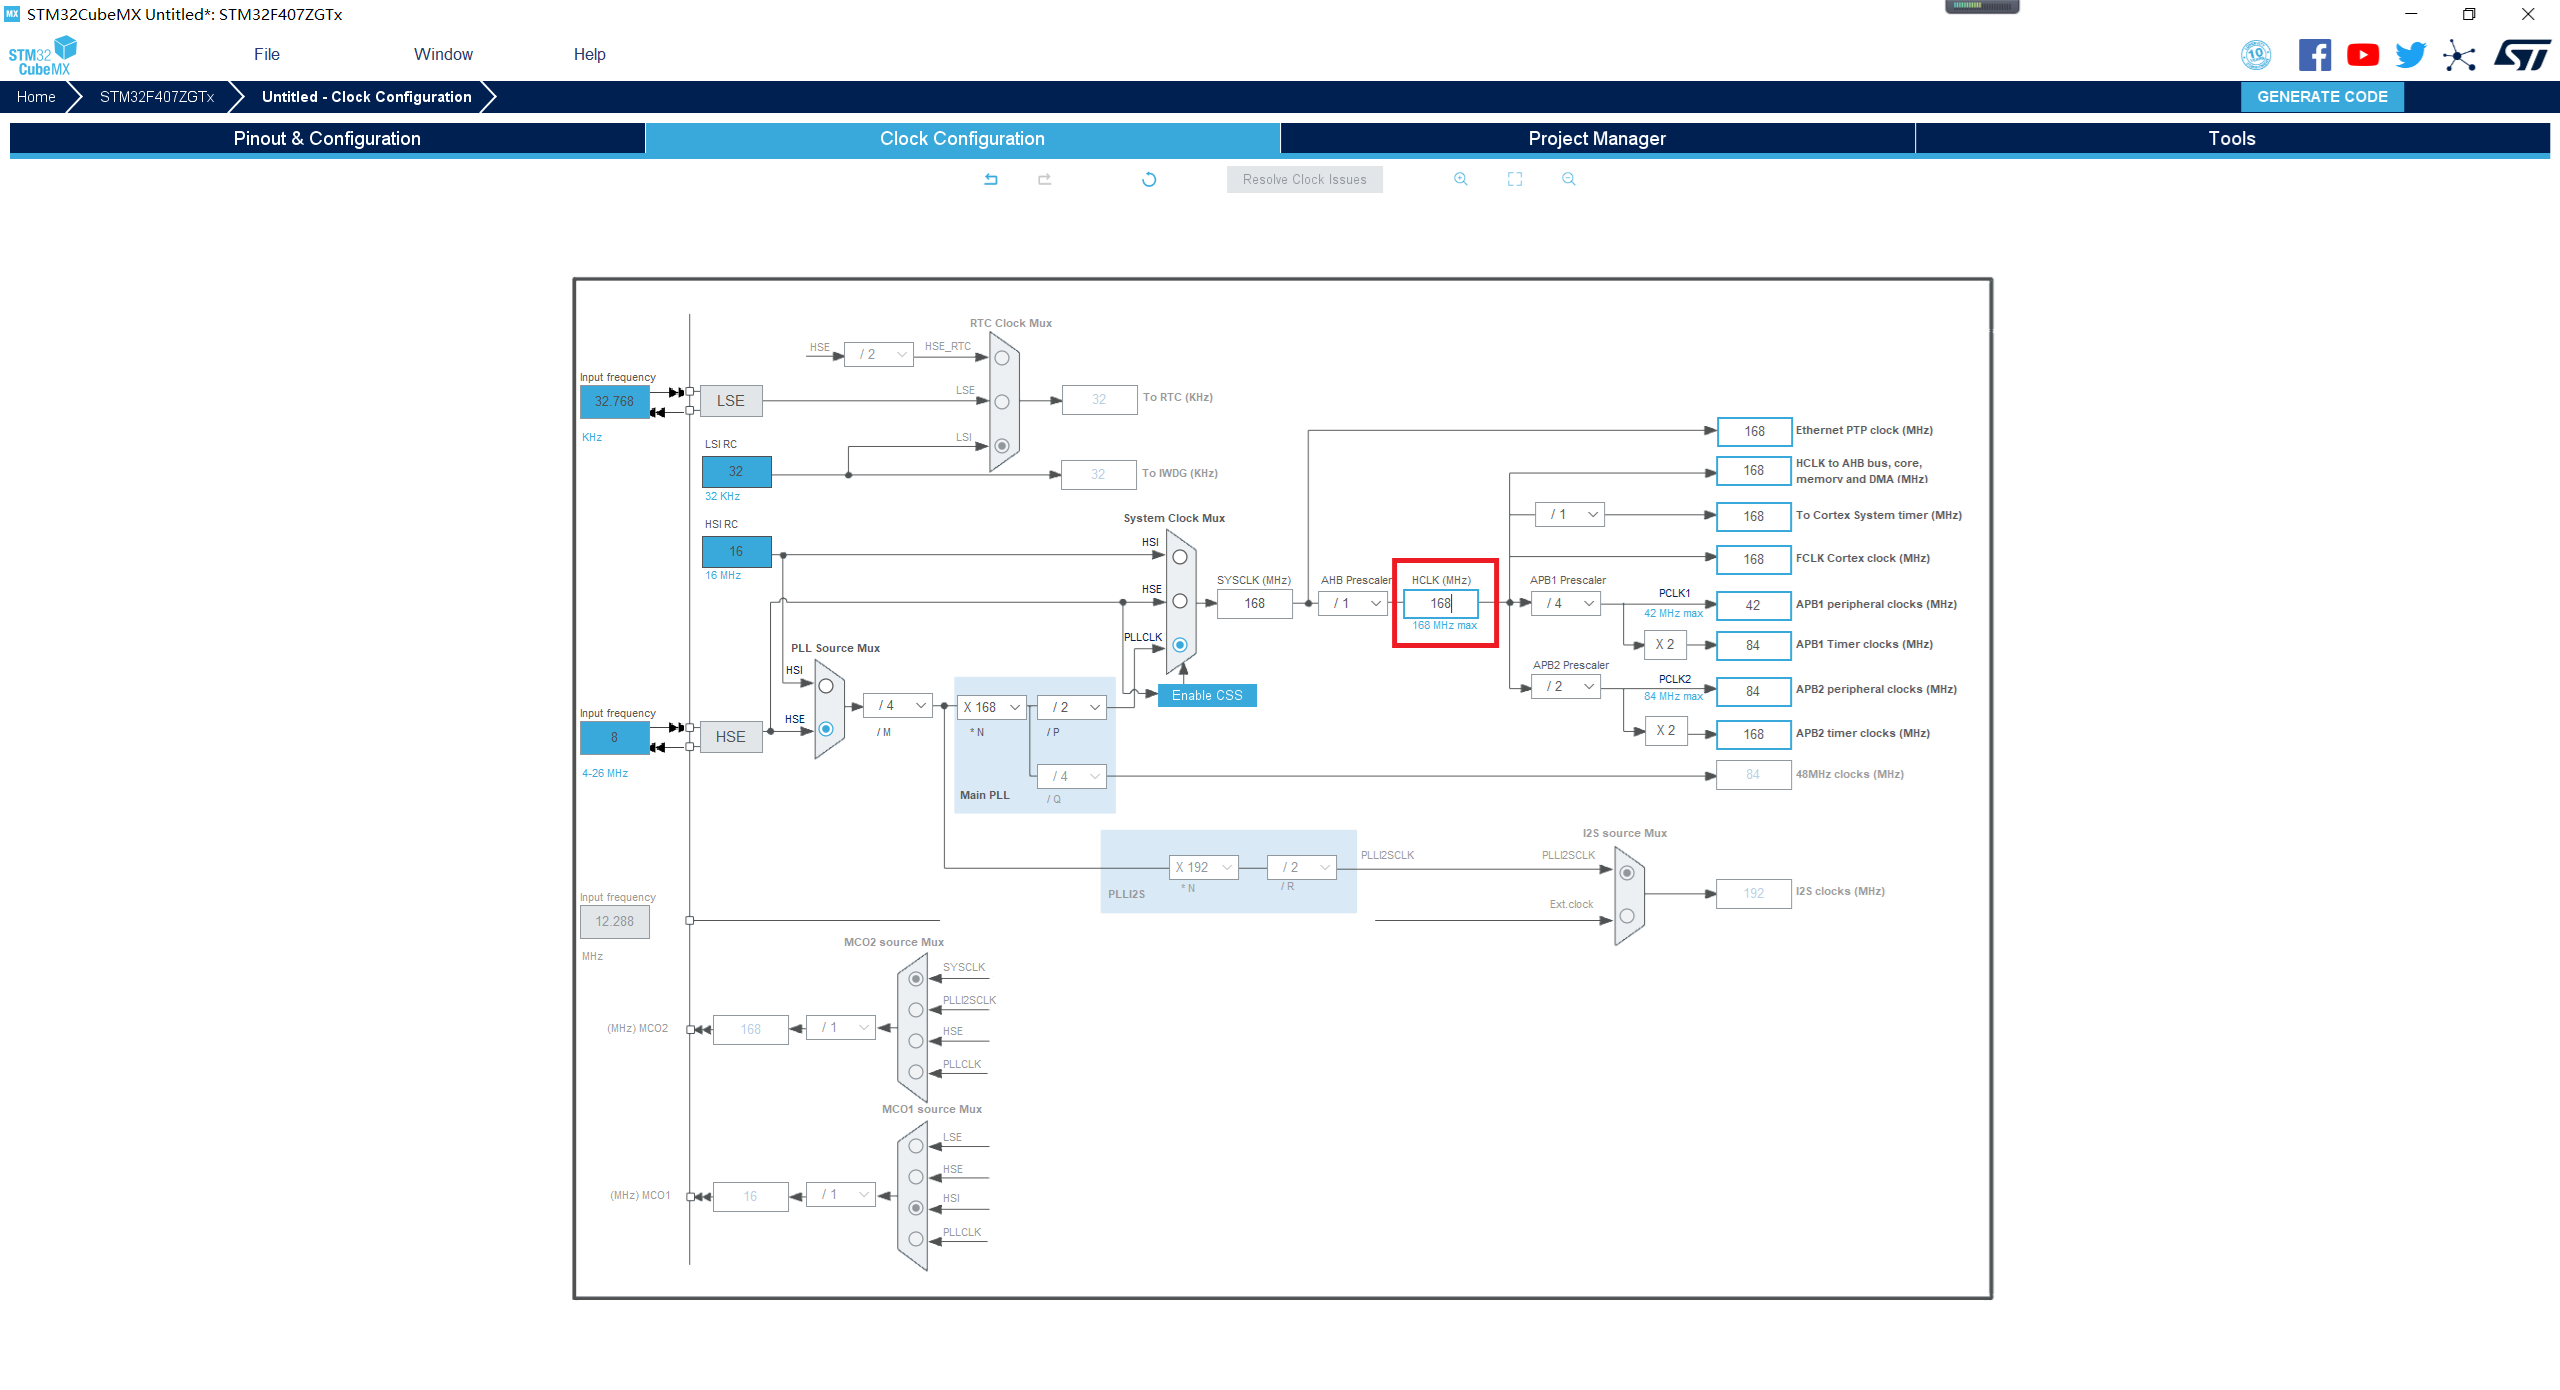 MX STM32CubeMX Untitled*: STM32F407ZGTx
STM32
CubeMX
File
Window
Help
10
ST
Home
STM32F407ZGTx
Untitled - Clock Configuration
GENERATE CODE
Pinout & Configuration
Clock Configuration
Project Manager
Tools
Resolve Clock Issues
RTC Clock Mux
HSE
/ 2
HSE_RTC
Input frequency
32.768
KHz
LSE
LSE
32
To RTC (KHz)
LSI RC
LSI
32
32 KHz
32
To IWDG (KHz)
168
Ethernet PTP clock (MHz)
168
HCLK to AHB bus, core,
memory and DMA (MHz)
/ 1
168
To Cortex System timer (MHz)
168
FCLK Cortex clock (MHz)
HSI RC
16
16 MHz
System Clock Mux
HSI
HSE
PLLCLK
SYSCLK (MHz)
168
AHB Prescaler
/ 1
HCLK (MHz)
168
168 MHz max
APB1 Prescaler
/ 4
PCLK1
42 MHz max
42
APB1 peripheral clocks (MHz)
X 2
84
APB1 Timer clocks (MHz)
APB2 Prescaler
/ 2
PCLK2
84 MHz max
84
APB2 peripheral clocks (MHz)
X 2
168
APB2 timer clocks (MHz)
PLL Source Mux
HSI
HSE
Enable CSS
Input frequency
8
4-26 MHz
HSE
/ 4
/ M
X 168
* N
/ 2
/ P
/ 4
/ Q
Main PLL
84
48MHz clocks (MHz)
X 192
* N
/ 2
/ R
PLLI2S
PLLI2SCLK
I2S source Mux
PLLI2SCLK
Ext.clock
192
I2S clocks (MHz)
Input frequency
12.288
MHz
MCO2 source Mux
SYSCLK
PLLI2SCLK
HSE
PLLCLK
(MHz) MCO2
168
/ 1
MCO1 source Mux
LSE
HSE
HSI
PLLCLK
(MHz) MCO1
16
/ 1